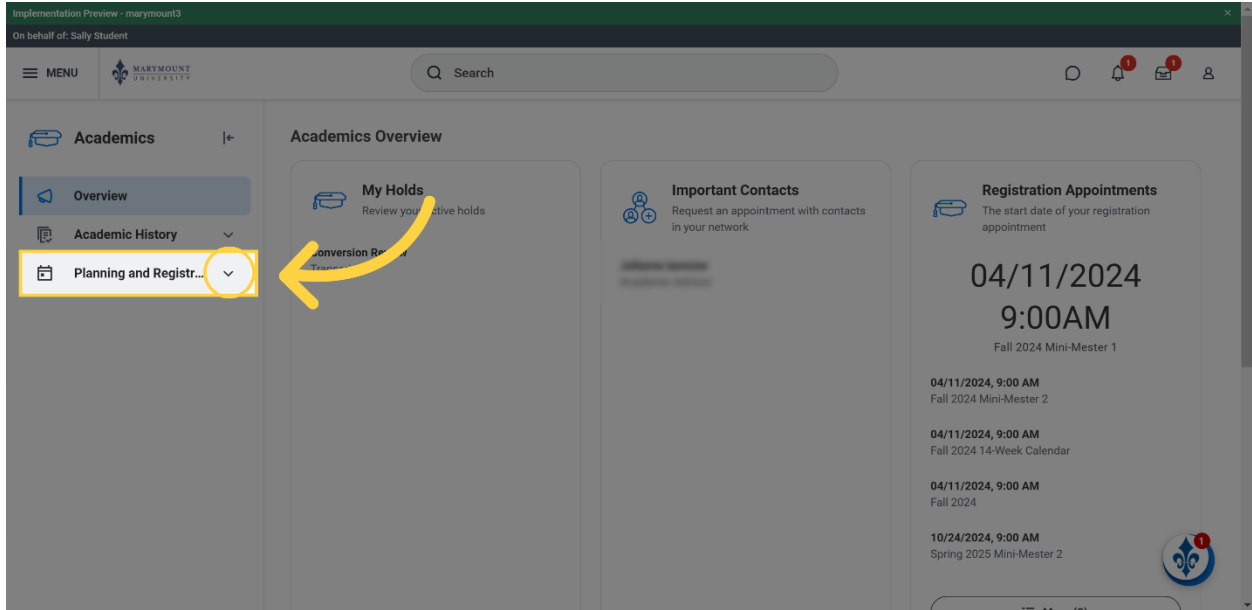 Implementation Preview - marymount3
On behalf of: Sally Student
MENU
MARYMOUNT
UNIVERSITY
Search
1
1
Academics
Overview
Academic History
Planning and Registr...
Academics Overview
My Holds
Review your active holds
Conversion Review
Important Contacts
Request an appointment with contacts
in your network
Registration Appointments
The start date of your registration
appointment
04/11/2024
9:00AM
Fall 2024 Mini-Mester 1
04/11/2024, 9:00 AM
Fall 2024 Mini-Mester 2
04/11/2024, 9:00 AM
Fall 2024 14-Week Calendar
04/11/2024, 9:00 AM
Fall 2024
10/24/2024, 9:00 AM
Spring 2025 Mini-Mester 2
1